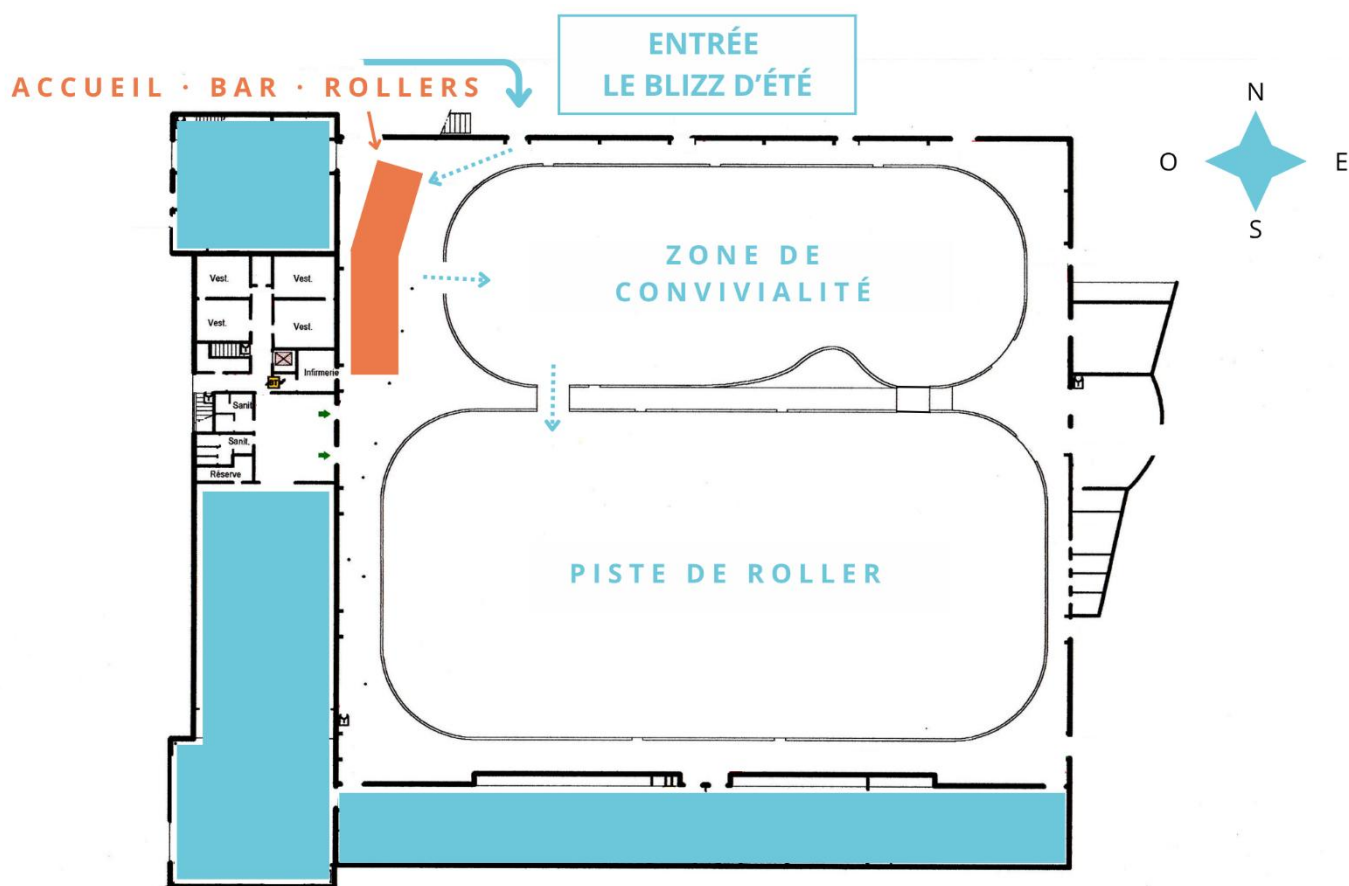 ENTRÉE
LE BLIZZ D'ÉTÉ
ACCUEIL · BAR · ROLLERS
N
O
E
S
ZONE DE
CONVIVIALITÉ
Vest.
Vest.
Vest.
Vest.
Infirmerie
Sanit.
Sanit.
Réserve
PISTE DE ROLLER